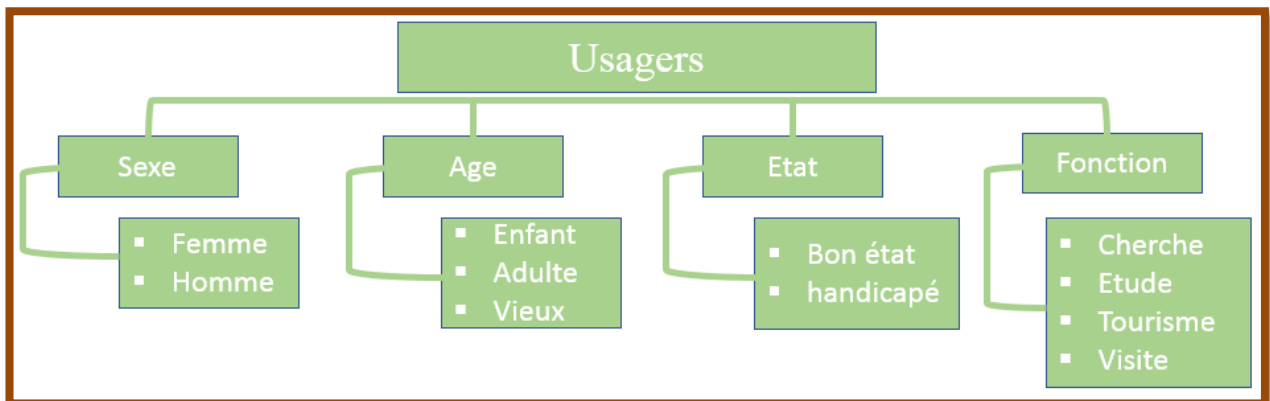 Usagers
Sexe
Femme
Homme
Age
Enfant
Adulte
Vieux
Etat
Bon état
handicapé
Fonction
Cherche
Etude
Tourisme
Visite